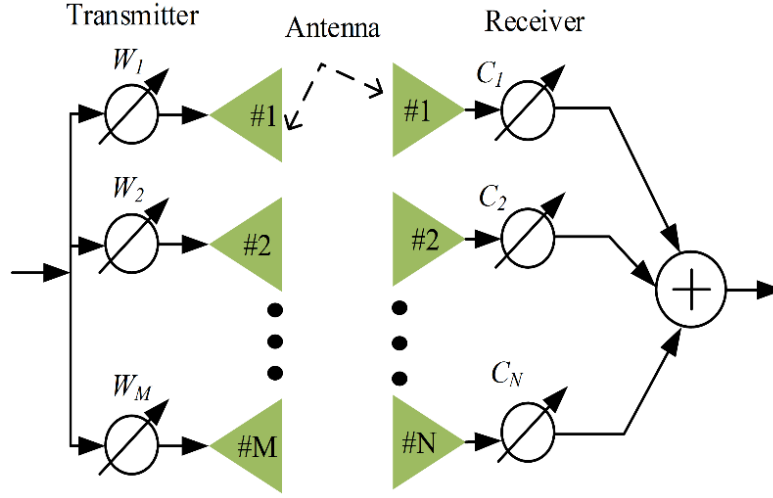 Transmitter
Antenna
Receiver
W1
#1
#1
C1
W2
#2
#2
C2
WM
#M
#N
CN